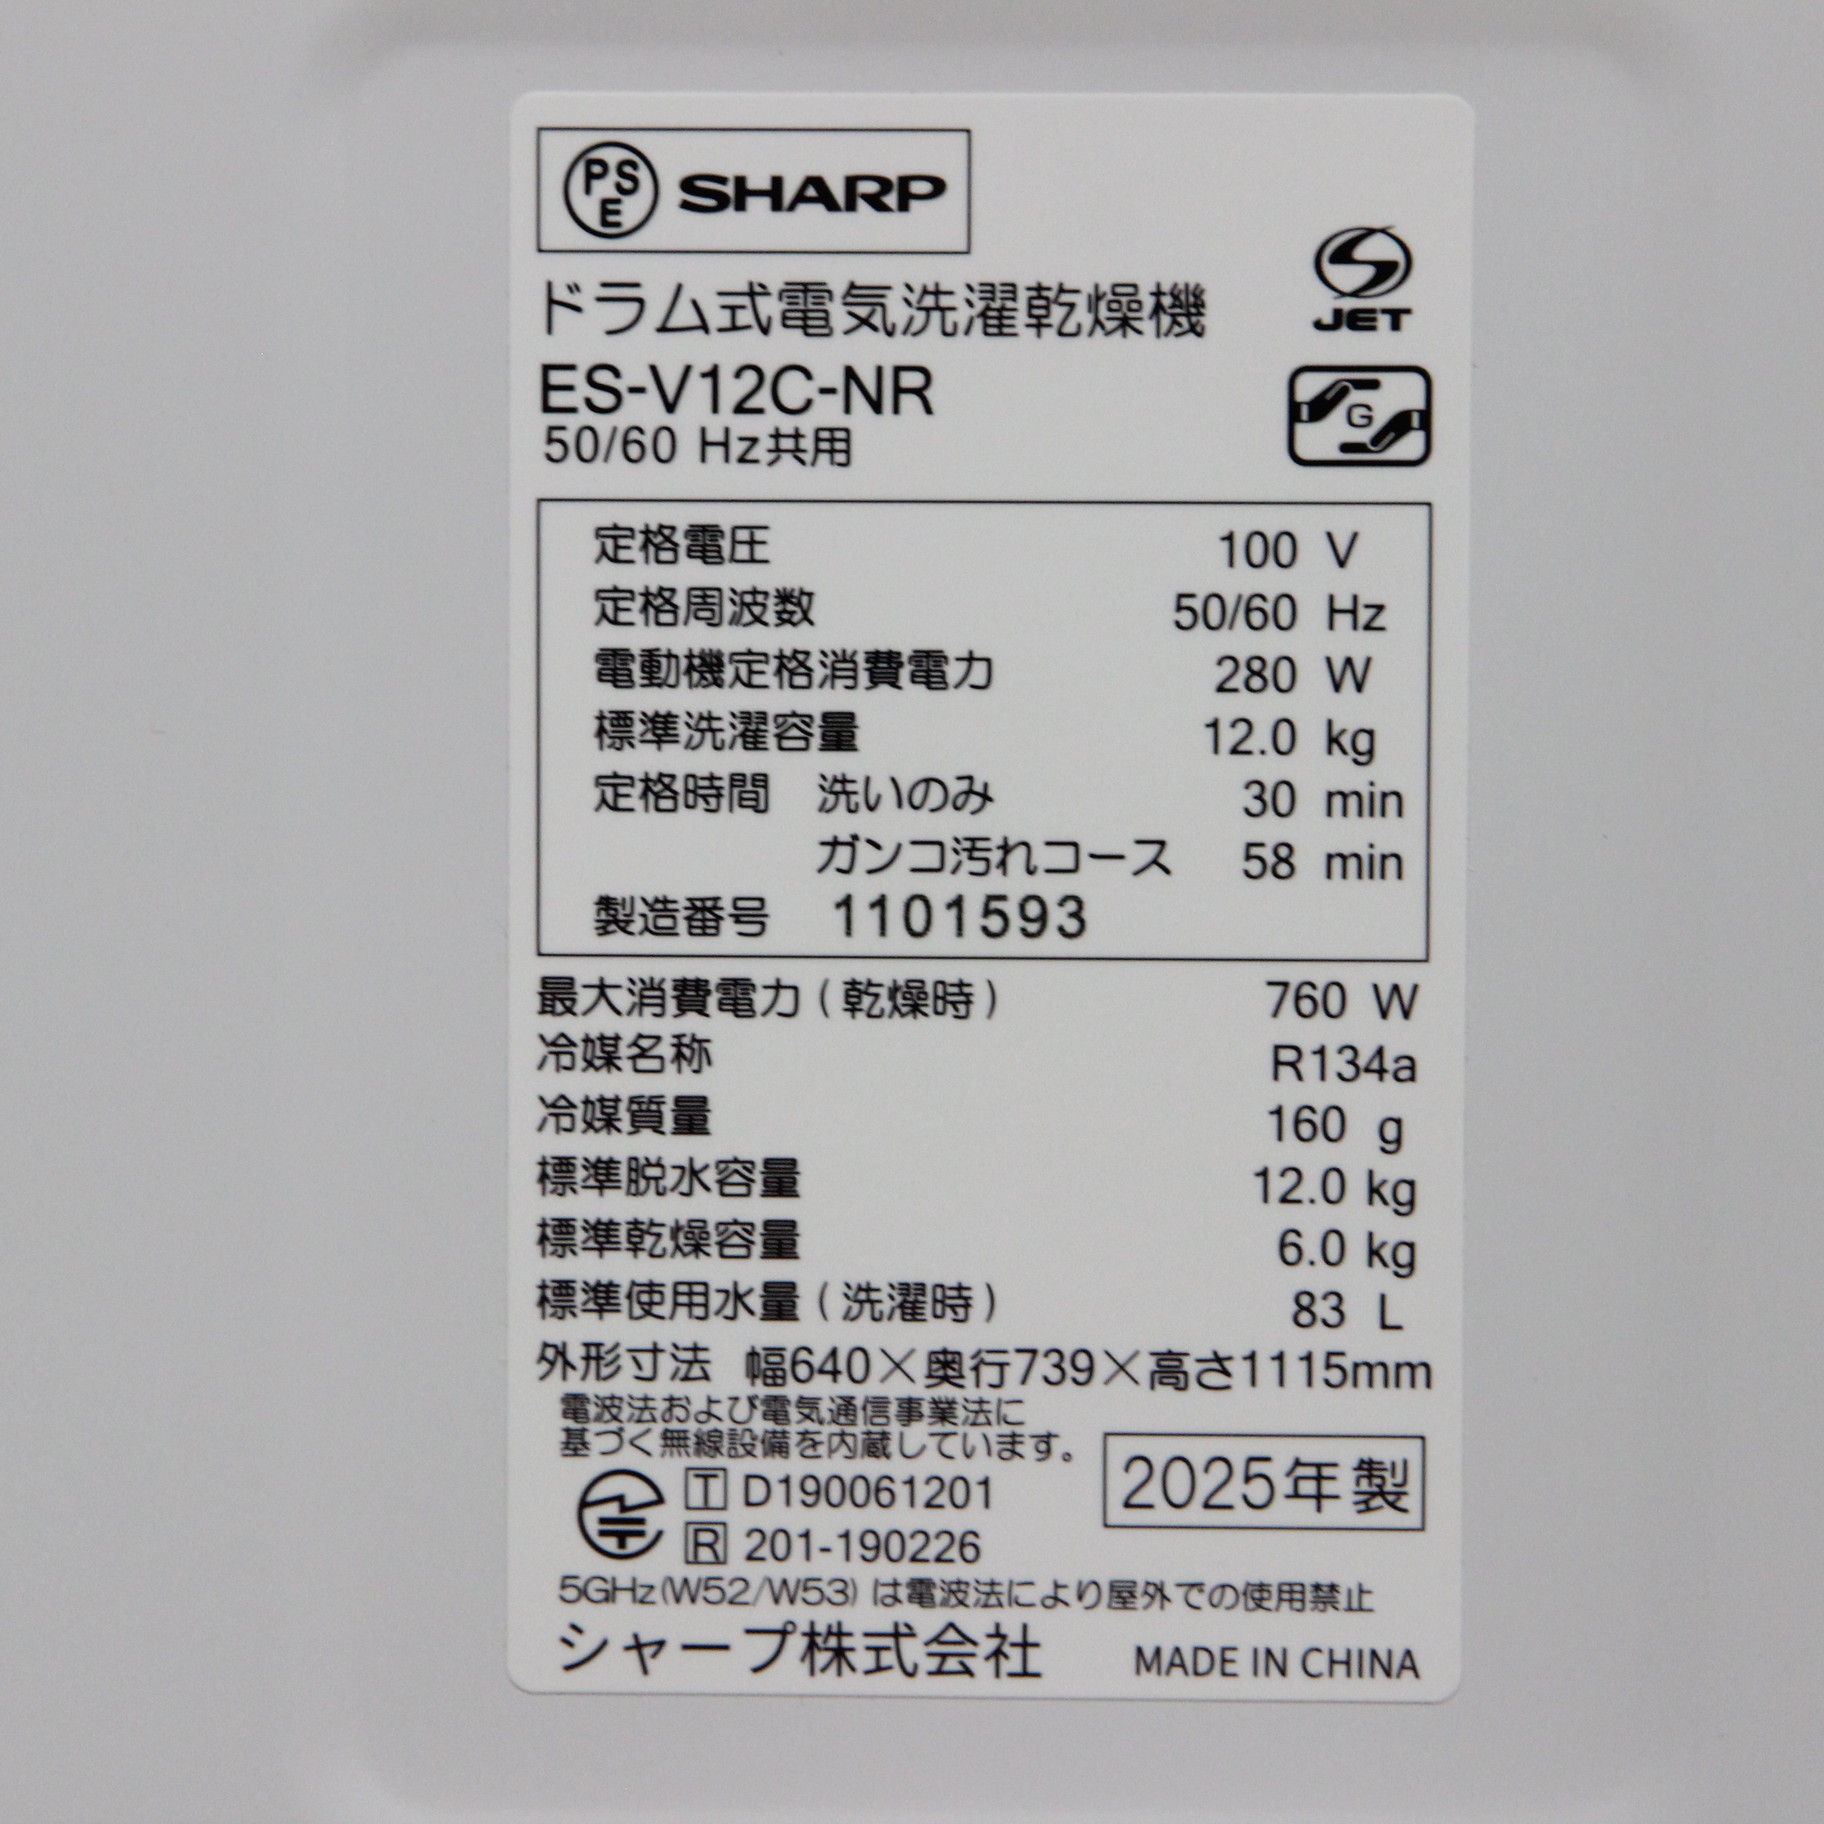 PSE SHARP
JET
ドラム式電気洗濯乾燥機
ES-V12C-NR
G
50/60 Hz共用
定格電圧 100 V
定格周波数 50/60 Hz
電動機定格消費電力 280 W
標準洗濯容量 12.0 kg
定格時間 洗いのみ 30 min
ガンコ汚れコース 58 min
製造番号 1101593
最大消費電力(乾燥時) 760 W
冷媒名称 R134a
冷媒質量 160 g
標準脱水容量 12.0 kg
標準乾燥容量 6.0 kg
標準使用水量(洗濯時) 83 L
外形寸法 幅640×奥行739×高さ1115mm
電波法および電気通信事業法に
基づく無線設備を内蔵しています。
T D190061201
R 201-190226
2025年製
5GHz(W52/W53)は電波法により屋外での使用禁止
シャープ株式会社 MADE IN CHINA